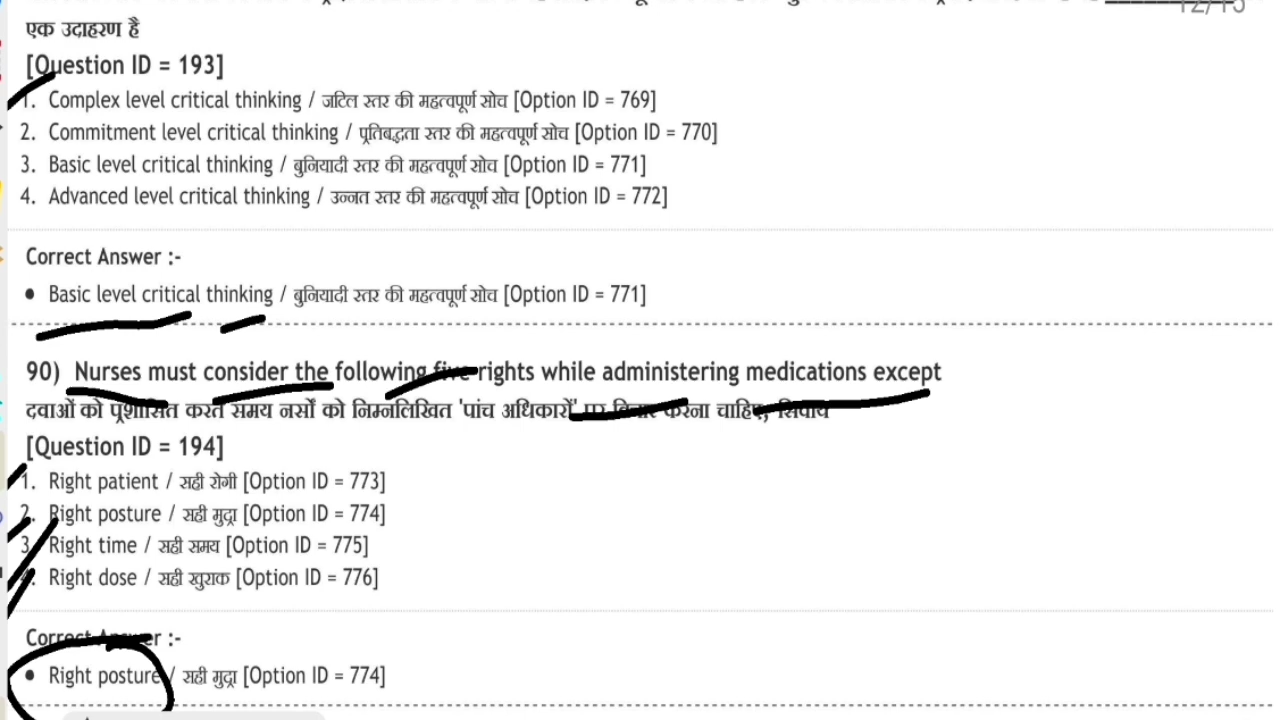 12/15
एक उदाहरण है
[Question ID = 193]
1. Complex level critical thinking / जटिल स्तर की महत्वपूर्ण सोच [Option ID = 769]
2. Commitment level critical thinking / प्रतिबद्धता स्तर की महत्वपूर्ण सोच [Option ID = 770]
3. Basic level critical thinking / बुनियादी स्तर की महत्वपूर्ण सोच [Option ID = 771]
4. Advanced level critical thinking / उन्नत स्तर की महत्वपूर्ण सोच [Option ID = 772]
Correct Answer :-
• Basic level critical thinking / बुनियादी स्तर की महत्वपूर्ण सोच [Option ID = 771]
90) Nurses must consider the following five rights while administering medications except
दवाओं को प्रशासित करते समय नर्सों को निम्नलिखित 'पांच अधिकारों' पर विचार करना चाहिए, सिवाय
[Question ID = 194]
1. Right patient / सही रोगी [Option ID = 773]
2. Right posture / सही मुद्रा [Option ID = 774]
3. Right time / सही समय [Option ID = 775]
4. Right dose / सही खुराक [Option ID = 776]
Correct Answer :-
• Right posture / सही मुद्रा [Option ID = 774]